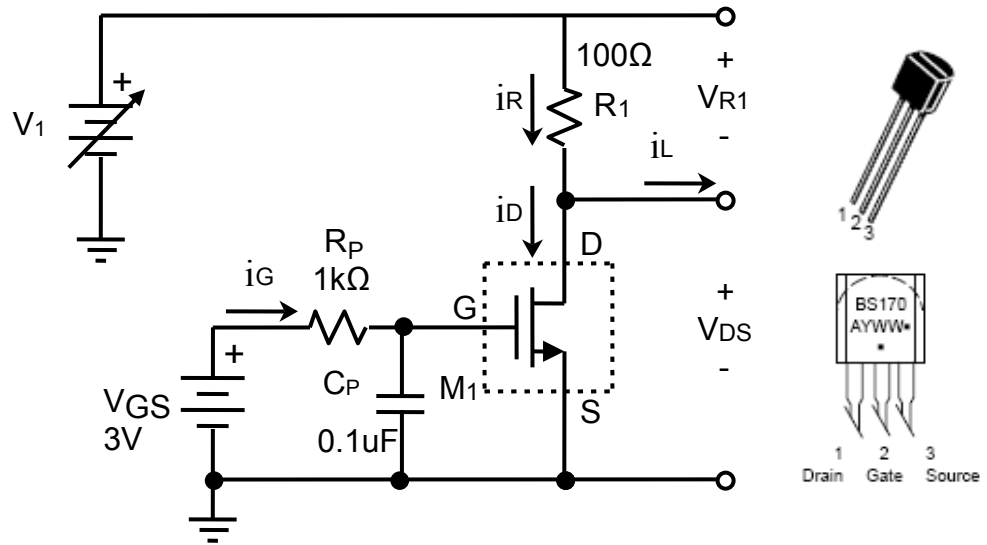 100Ω
+
iR
R1
VR1
-
+
V1
iL
1
2
3
iD
RP
1kΩ
D
iG
G
+
VDS
-
BS170
AYWW▪
▪
+
VGS
3V
CP
0.1uF
M1
S
1 2 3
Drain Gate Source